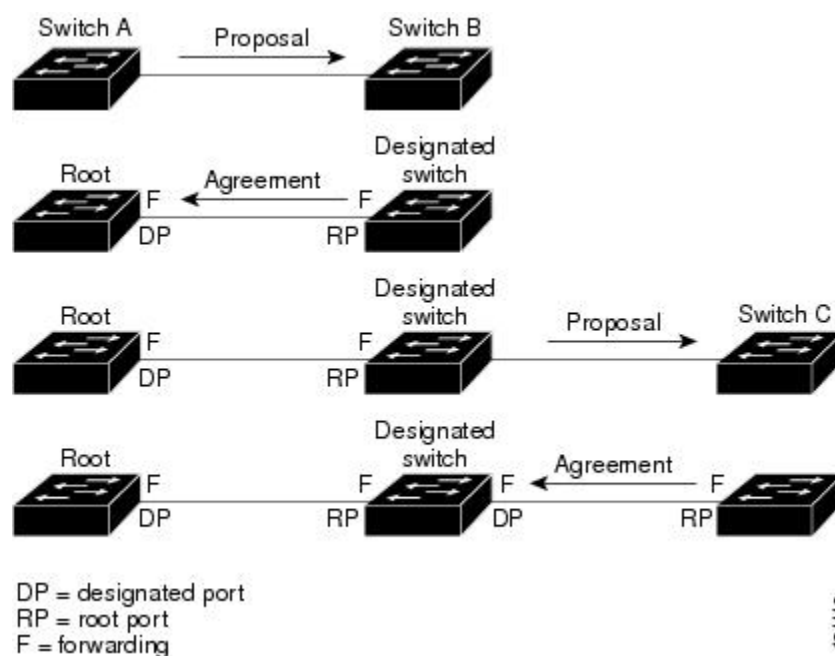 Switch A
Proposal
Switch B
Root
F
DP
Agreement
Designated
switch
F
RP
Root
F
DP
Designated
switch
F
RP
Proposal
Switch C
Root
F
DP
Designated
switch
F
RP
F
DP
Agreement
F
RP
DP = designated port
RP = root port
F = forwarding